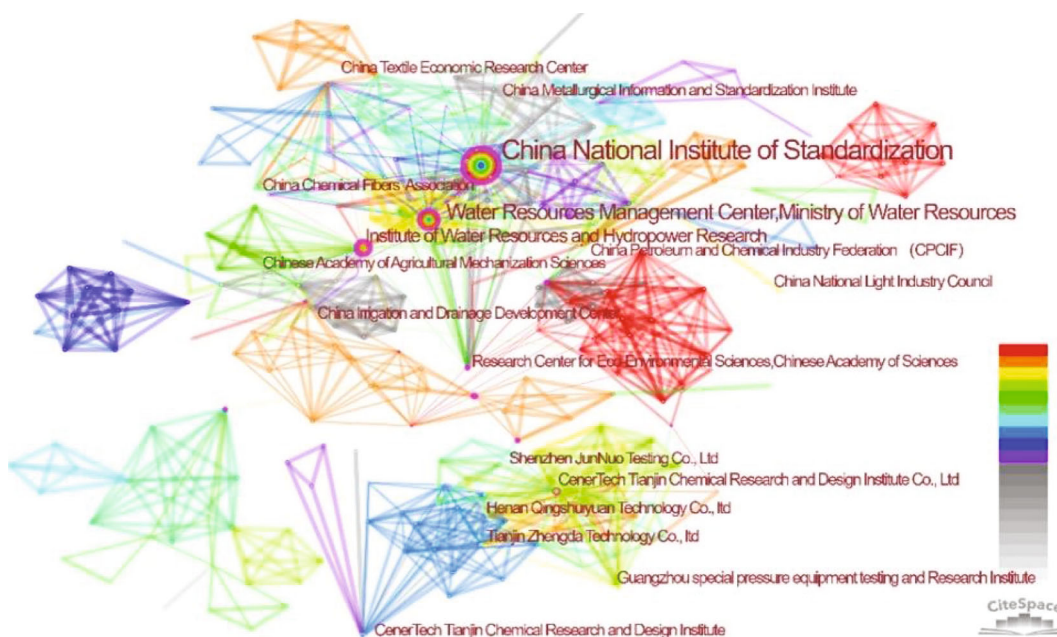 China Textile Economic Research Center
China Metallurgical Information and Standardization Institute
China National Institute of Standardization
China Chemical Fibers Association
Water Resources Management Center,Ministry of Water Resources
Institute of Water Resources and Hydropower Research
China Petroleum and Chemical Industry Federation (CPCIF)
Chinese Academy of Agricultural Mechanization Sciences
China National Light Industry Council
China Irrigation and Drainage Development Center
Research Center for Eco-Environmental Sciences,Chinese Academy of Sciences
Shenzhen JunNuo Testing Co., Ltd
CenerTech Tianjin Chemical Research and Design Institute Co., Ltd
Henan Qingshuiyuan Technology Co., ltd
Tianjin Zhengda Technology Co., ltd
Guangzhou special pressure equipment testing and Research Institute
CiteSpace
CenerTech Tianjin Chemical Research and Design Institute